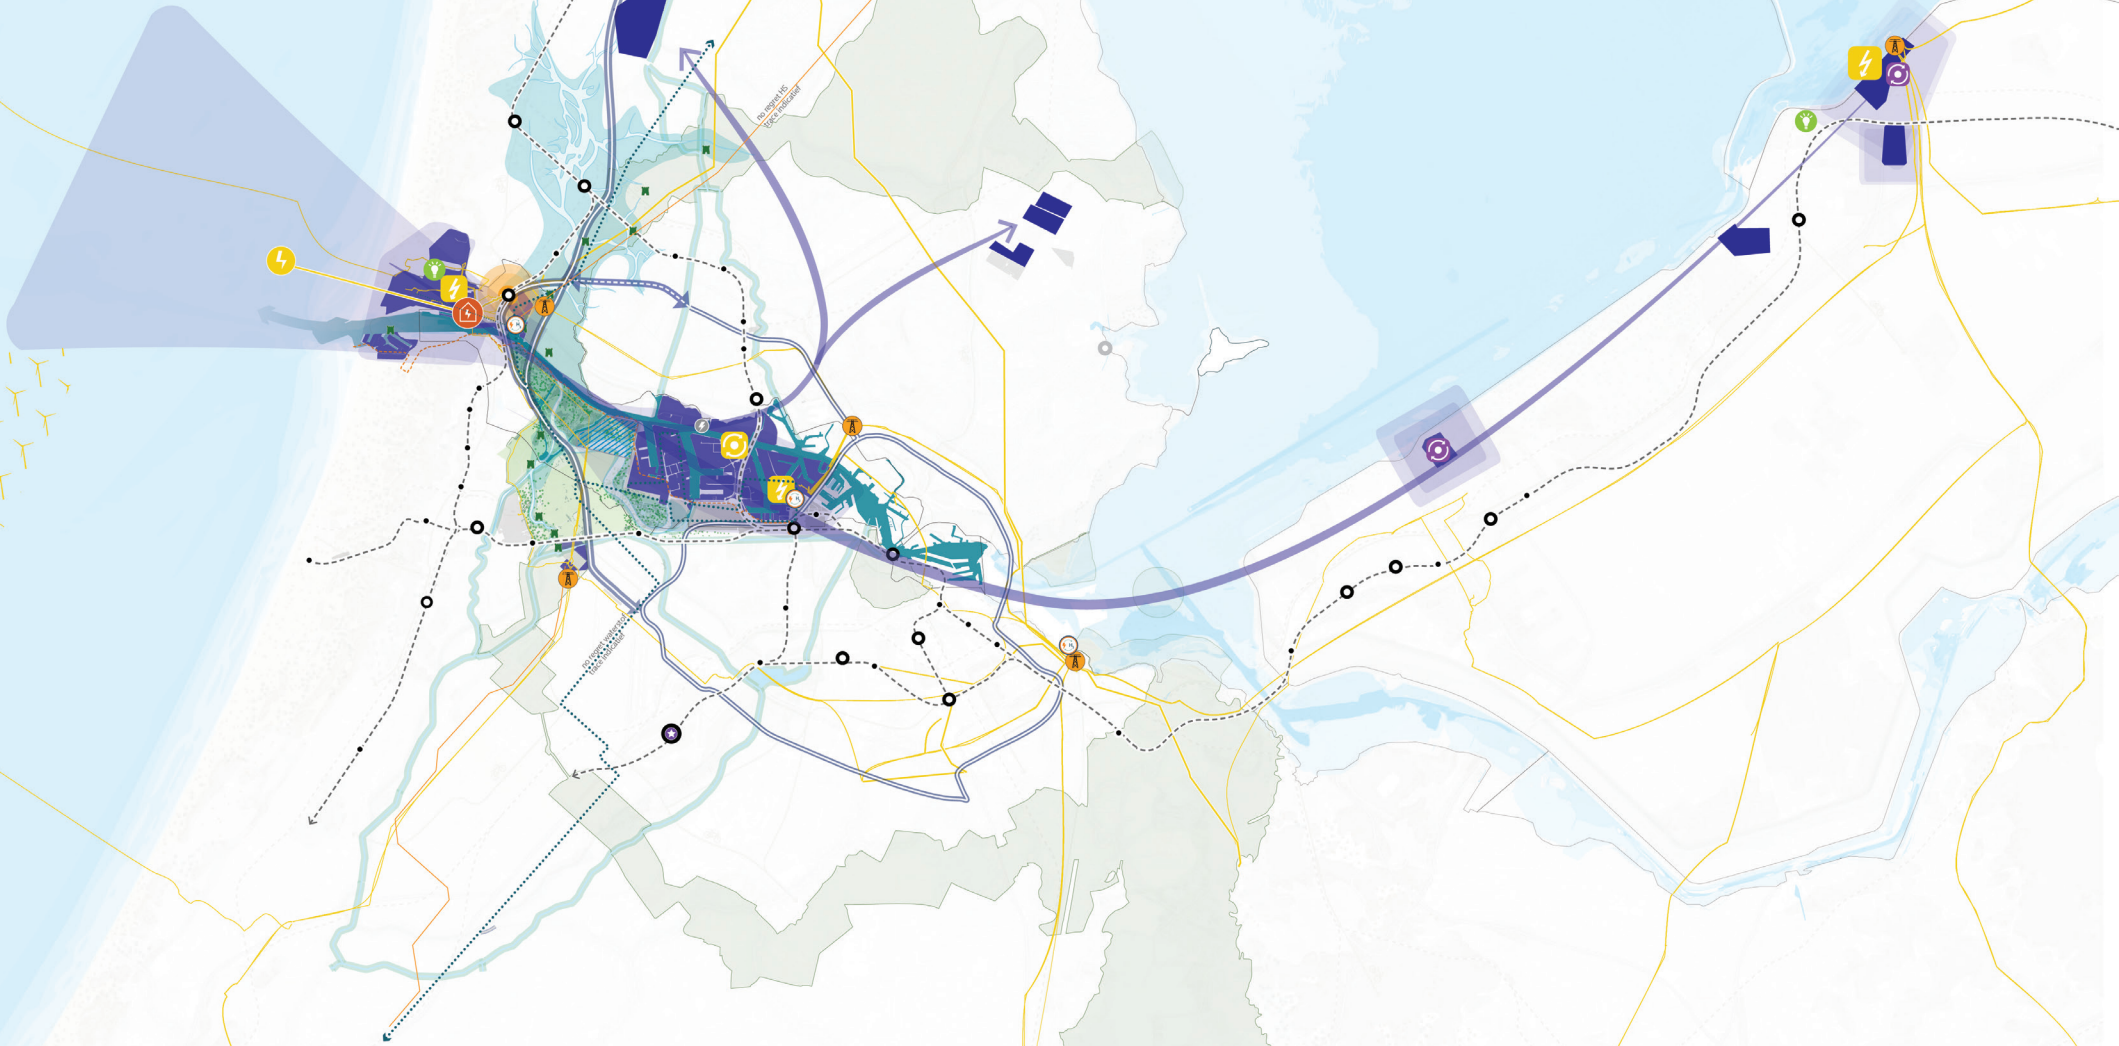 no regret HS
trace indicatief
no regret waterstof
trace indicatief